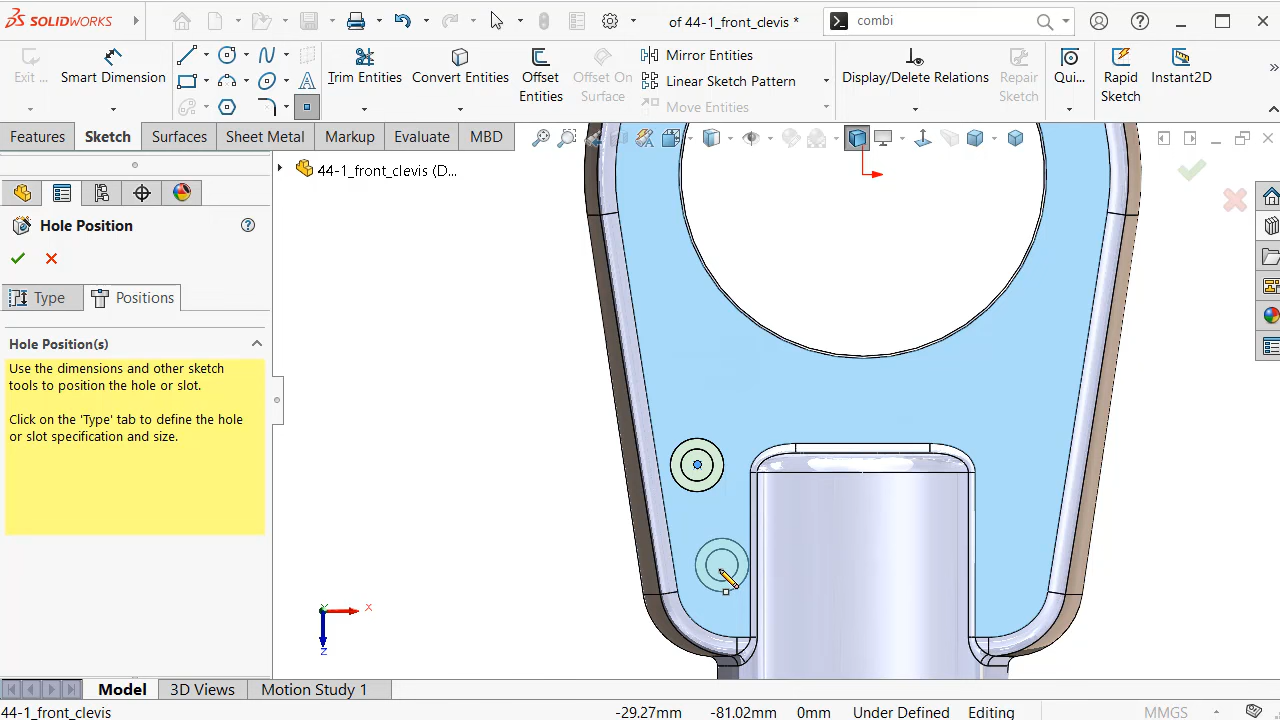 SOLIDWORKS
of 44-1_front_clevis *
combi
Exit ...
Smart Dimension
Trim Entities
Convert Entities
Offset
Entities
Offset On
Surface
Mirror Entities
Linear Sketch Pattern
Move Entities
Display/Delete Relations
Repair
Sketch
Qui...
Rapid
Sketch
Instant2D
Features
Sketch
Surfaces
Sheet Metal
Markup
Evaluate
MBD
44-1_front_clevis (D...
Hole Position
Type
Positions
Hole Position(s)
Use the dimensions and other sketch
tools to position the hole or slot.
Click on the 'Type' tab to define the hole
or slot specification and size.
Y
X
Z
Model
3D Views
Motion Study 1
44-1_front_clevis
-29.27mm
-81.02mm
0mm
Under Defined
Editing
MMGS